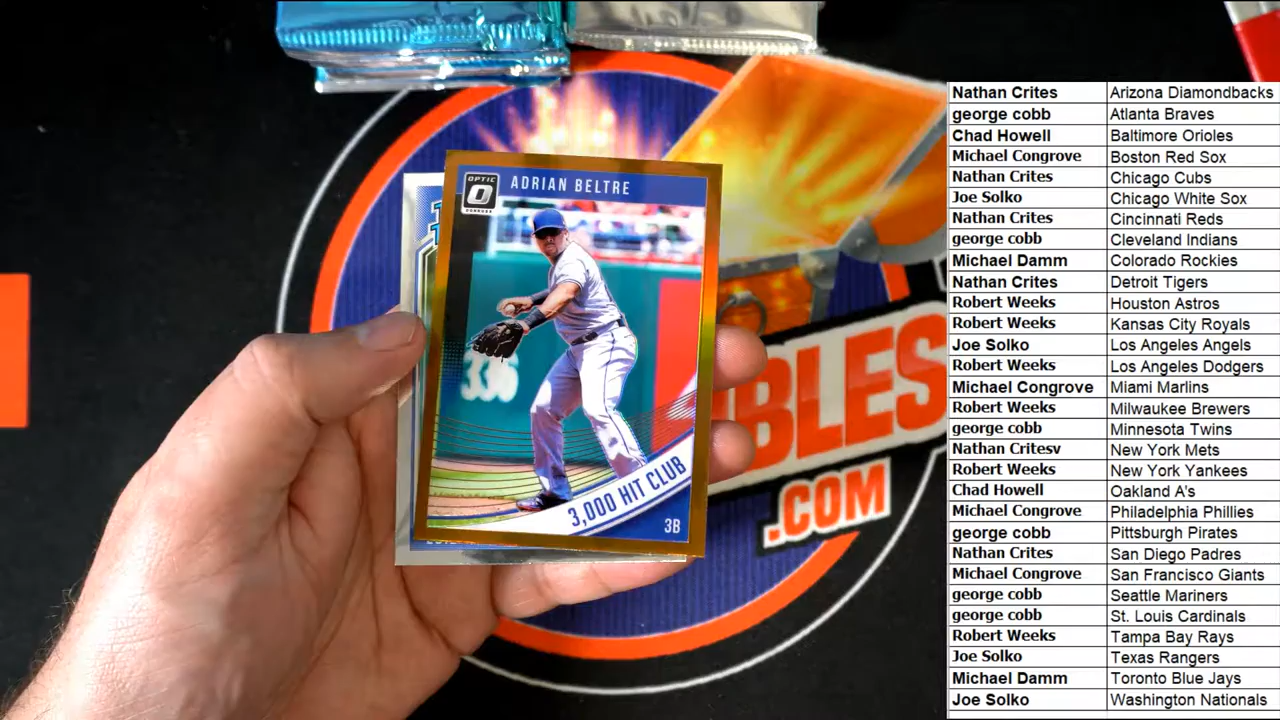 OPTIC
DONRUSS
ADRIAN BELTRE
336
3,000 HIT CLUB
3B
BLES
.COM
Nathan Crites Arizona Diamondbacks
george cobb Atlanta Braves
Chad Howell Baltimore Orioles
Michael Congrove Boston Red Sox
Nathan Crites Chicago Cubs
Joe Solko Chicago White Sox
Nathan Crites Cincinnati Reds
george cobb Cleveland Indians
Michael Damm Colorado Rockies
Nathan Crites Detroit Tigers
Robert Weeks Houston Astros
Robert Weeks Kansas City Royals
Joe Solko Los Angeles Angels
Robert Weeks Los Angeles Dodgers
Michael Congrove Miami Marlins
Robert Weeks Milwaukee Brewers
george cobb Minnesota Twins
Nathan Critesv New York Mets
Robert Weeks New York Yankees
Chad Howell Oakland A's
Michael Congrove Philadelphia Phillies
george cobb Pittsburgh Pirates
Nathan Crites San Diego Padres
Michael Congrove San Francisco Giants
george cobb Seattle Mariners
george cobb St. Louis Cardinals
Robert Weeks Tampa Bay Rays
Joe Solko Texas Rangers
Michael Damm Toronto Blue Jays
Joe Solko Washington Nationals